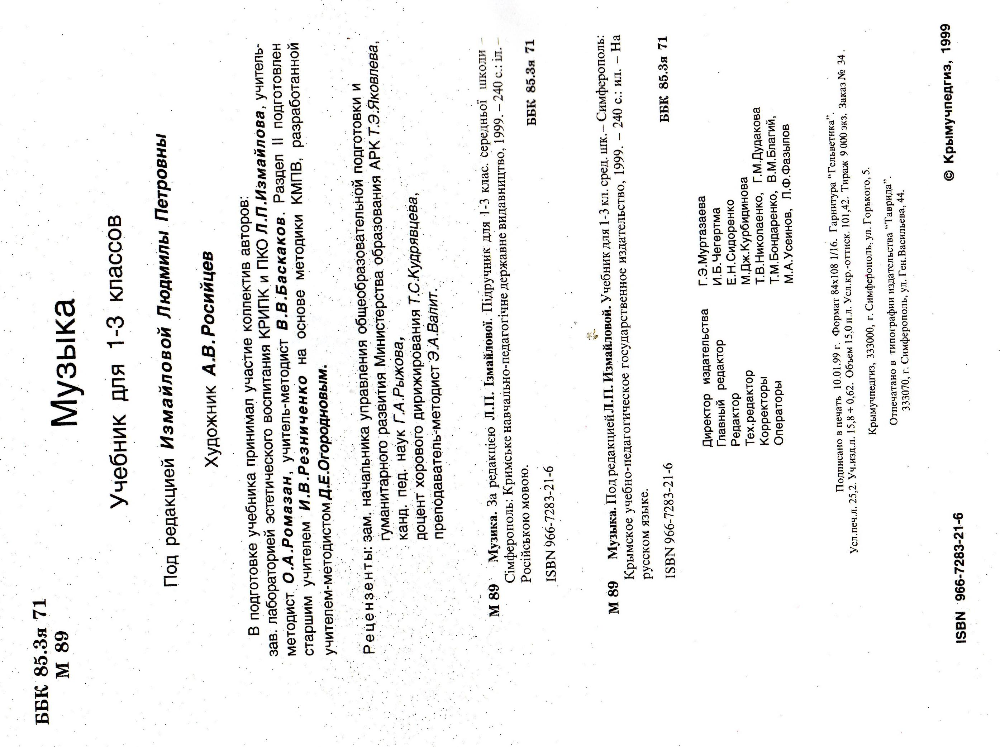 ББК 85.3я 71
М 89
Музыка
Учебник для 1-3 классов
Под редакцией Измайловой Людмилы Петровны
Художник А.В.Росийцев
В подготовке учебника принимал участие коллектив авторов:
зав. лабораторией эстетического воспитания КРИПК и ПКО Л.П.Измайлова, учитель-
методист О.А.Ромазан, учитель-методист В.В.Баскаков. Раздел II подготовлен
старшим учителем И.В.Резниченко на основе методики КМПВ, разработанной
учителем-методистом Д.Е.Огородновым.
Рецензенты: зам. начальника управления общеобразовательной подготовки и
гуманитарного развития Министерства образования АРК Т.Э.Яковлева,
канд. пед. наук Г.А.Рыжова,
доцент хорового дирижирования Т.С.Кудрявцева,
преподаватель-методист Э.А.Валит.
М 89 Музика. За редакцією Л.П. Ізмайлової. Підручник для 1-3 клас. середньої школи –
Сімферополь: Кримське навчально-педагогічне державне видавництво, 1999. – 240 с.: іл. –
Російською мовою.
ББК 85.3я 71
ISBN 966-7283-21-6
М 89 Музыка. Под редакцией Л.П. Измайловой. Учебник для 1-3 кл. сред. шк. – Симферополь:
Крымское учебно-педагогическое государственное издательство, 1999. – 240 с.: ил. – На
русском языке.
ББК 85.3я 71
ISBN 966-7283-21-6
Директор издательства Г.Э.Муртазаева
Главный редактор И.Б.Чегертма
Редактор Е.Н.Сидоренко
Тех.редактор М.Дж.Курбидинова
Корректоры Т.В.Николаенко, Г.М.Дудакова
Операторы Т.М.Бондаренко, В.М.Благий,
М.А.Усеинов, Л.Ф.Фазылов
Подписано в печать 10.01.99 г. Формат 84х108 1/16. Гарнитура “Гельветика”.
Усл.печ.л. 25,2. Уч.изд.л. 15,8 + 0,62. Объем 15,0 п.л. Усл.кр.-оттиск. 101,42. Тираж 9 000 экз. Заказ № 34 .
Крымучпедгиз, 333000, г. Симферополь, ул. Горького, 5.
Отпечатано в типографии издательства “Таврида”.
333070, г. Симферополь, ул. Ген.Васильева, 44.
ISBN 966-7283-21-6 © Крымучпедгиз, 1999